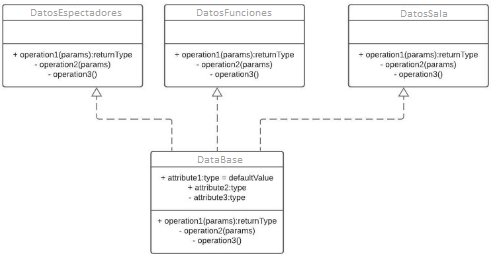 DatosEspectadores
+ operation1(params):returnType
- operation2(params)
- operation3()
DatosFunciones
+ operation1(params):returnType
- operation2(params)
- operation3()
DatosSala
+ operation1(params):returnType
- operation2(params)
- operation3()
DataBase
+ attribute1:type = defaultValue
+ attribute2:type
- attribute3:type
+ operation1(params):returnType
- operation2(params)
- operation3()